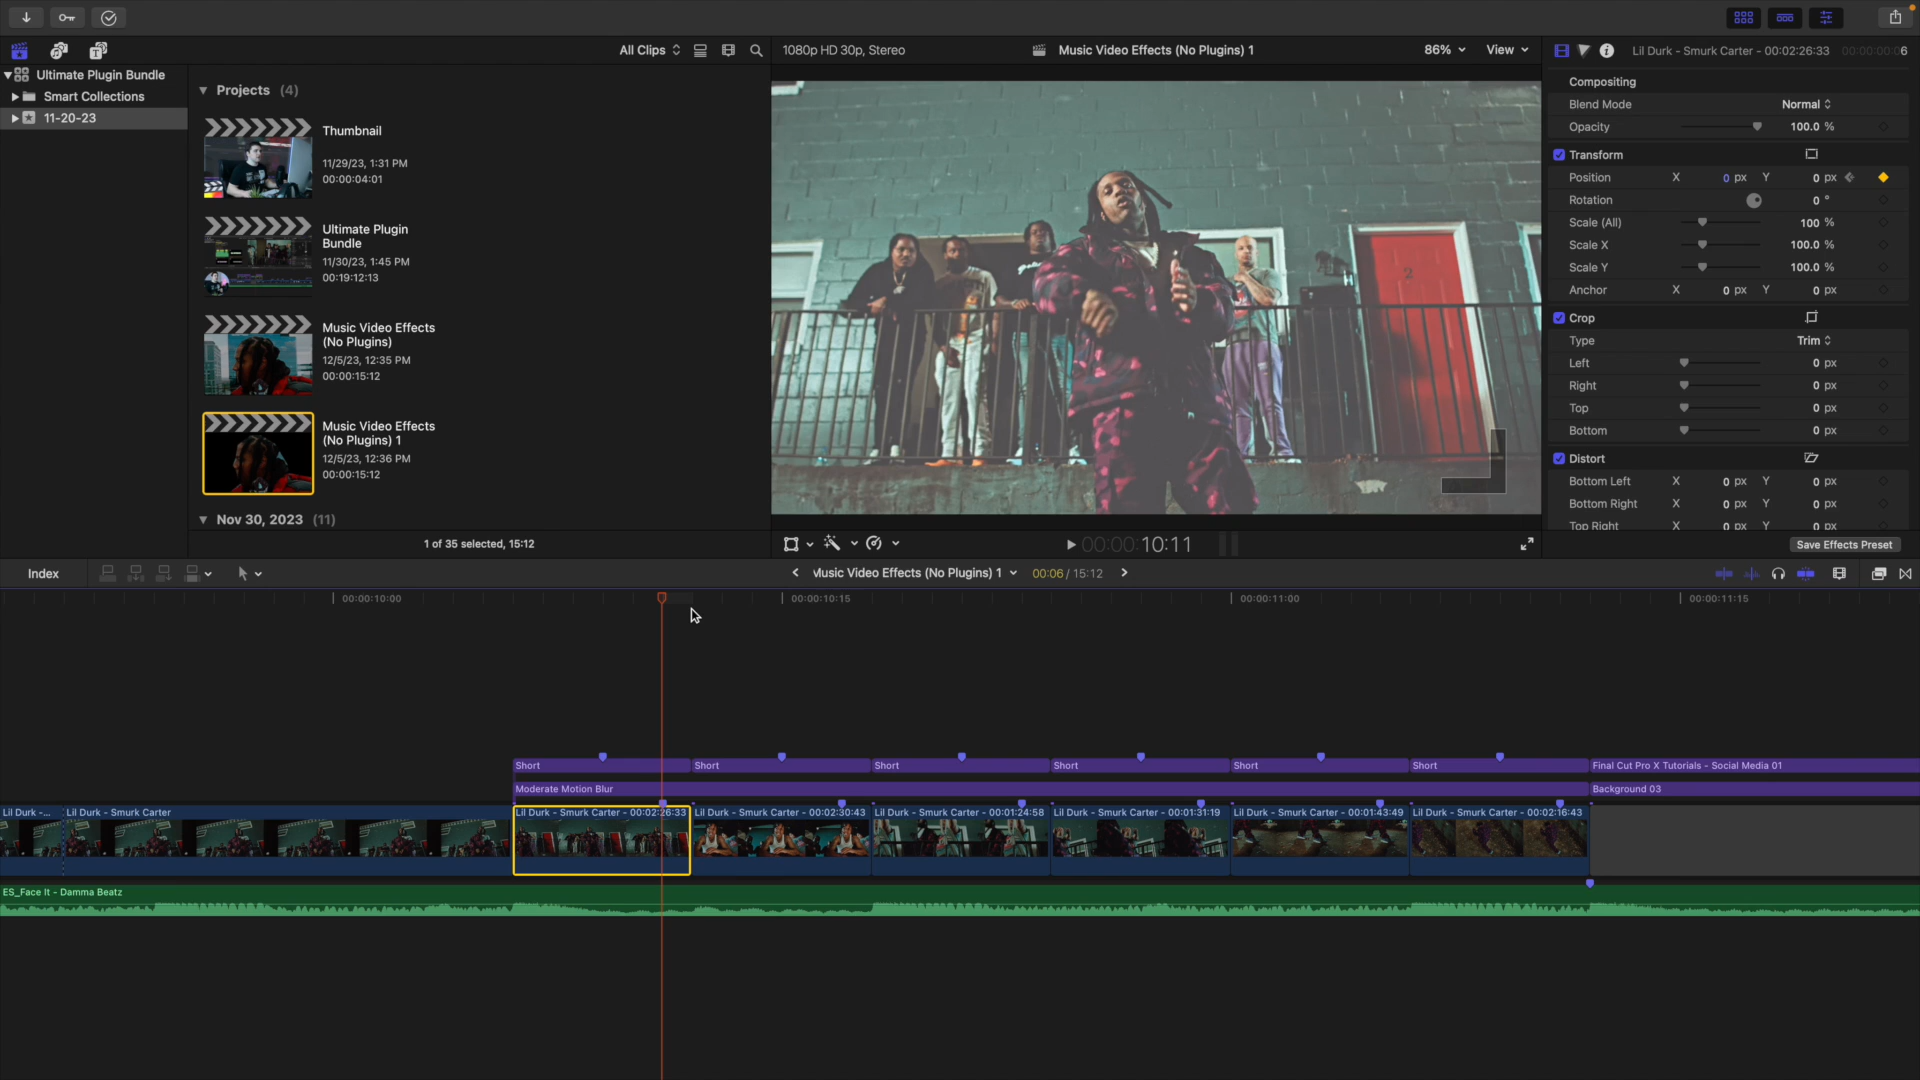 All Clips
1080p HD 30p, Stereo
Music Video Effects (No Plugins) 1
86%
View
Lil Durk - Smurk Carter - 00:02:26:33
00:00:00:06
Ultimate Plugin Bundle
Smart Collections
11-20-23
Projects (4)
Thumbnail
11/29/23, 1:31 PM
00:00:04:01
Ultimate Plugin
Bundle
11/30/23, 1:45 PM
00:19:12:13
Music Video Effects
(No Plugins)
12/5/23, 12:35 PM
00:00:15:12
Music Video Effects
(No Plugins) 1
12/5/23, 12:36 PM
00:00:15:12
Nov 30, 2023 (11)
1 of 35 selected, 15:12
2
00:00:10:11
Compositing
Blend Mode Normal
Opacity 100.0 %
Transform
Position X 0 px Y 0 px
Rotation 0 °
Scale (All) 100 %
Scale X 100.0 %
Scale Y 100.0 %
Anchor X 0 px Y 0 px
Crop
Type Trim
Left 0 px
Right 0 px
Top 0 px
Bottom 0 px
Distort
Bottom Left X 0 px Y 0 px
Bottom Right X 0 px Y 0 px
Top Right X 0 px Y 0 px
Save Effects Preset
Index
Music Video Effects (No Plugins) 1
00:06 / 15:12
00:00:10:00
00:00:10:15
00:00:11:00
00:00:11:15
Short
Short
Short
Short
Short
Short
Final Cut Pro X Tutorials - Social Media 01
Moderate Motion Blur
Background 03
Lil Durk -...
Lil Durk - Smurk Carter
Lil Durk - Smurk Carter - 00:02:26:33
Lil Durk - Smurk Carter - 00:02:30:43
Lil Durk - Smurk Carter - 00:01:24:58
Lil Durk - Smurk Carter - 00:01:31:19
Lil Durk - Smurk Carter - 00:01:43:49
Lil Durk - Smurk Carter - 00:02:16:43
ES_Face It - Damma Beatz